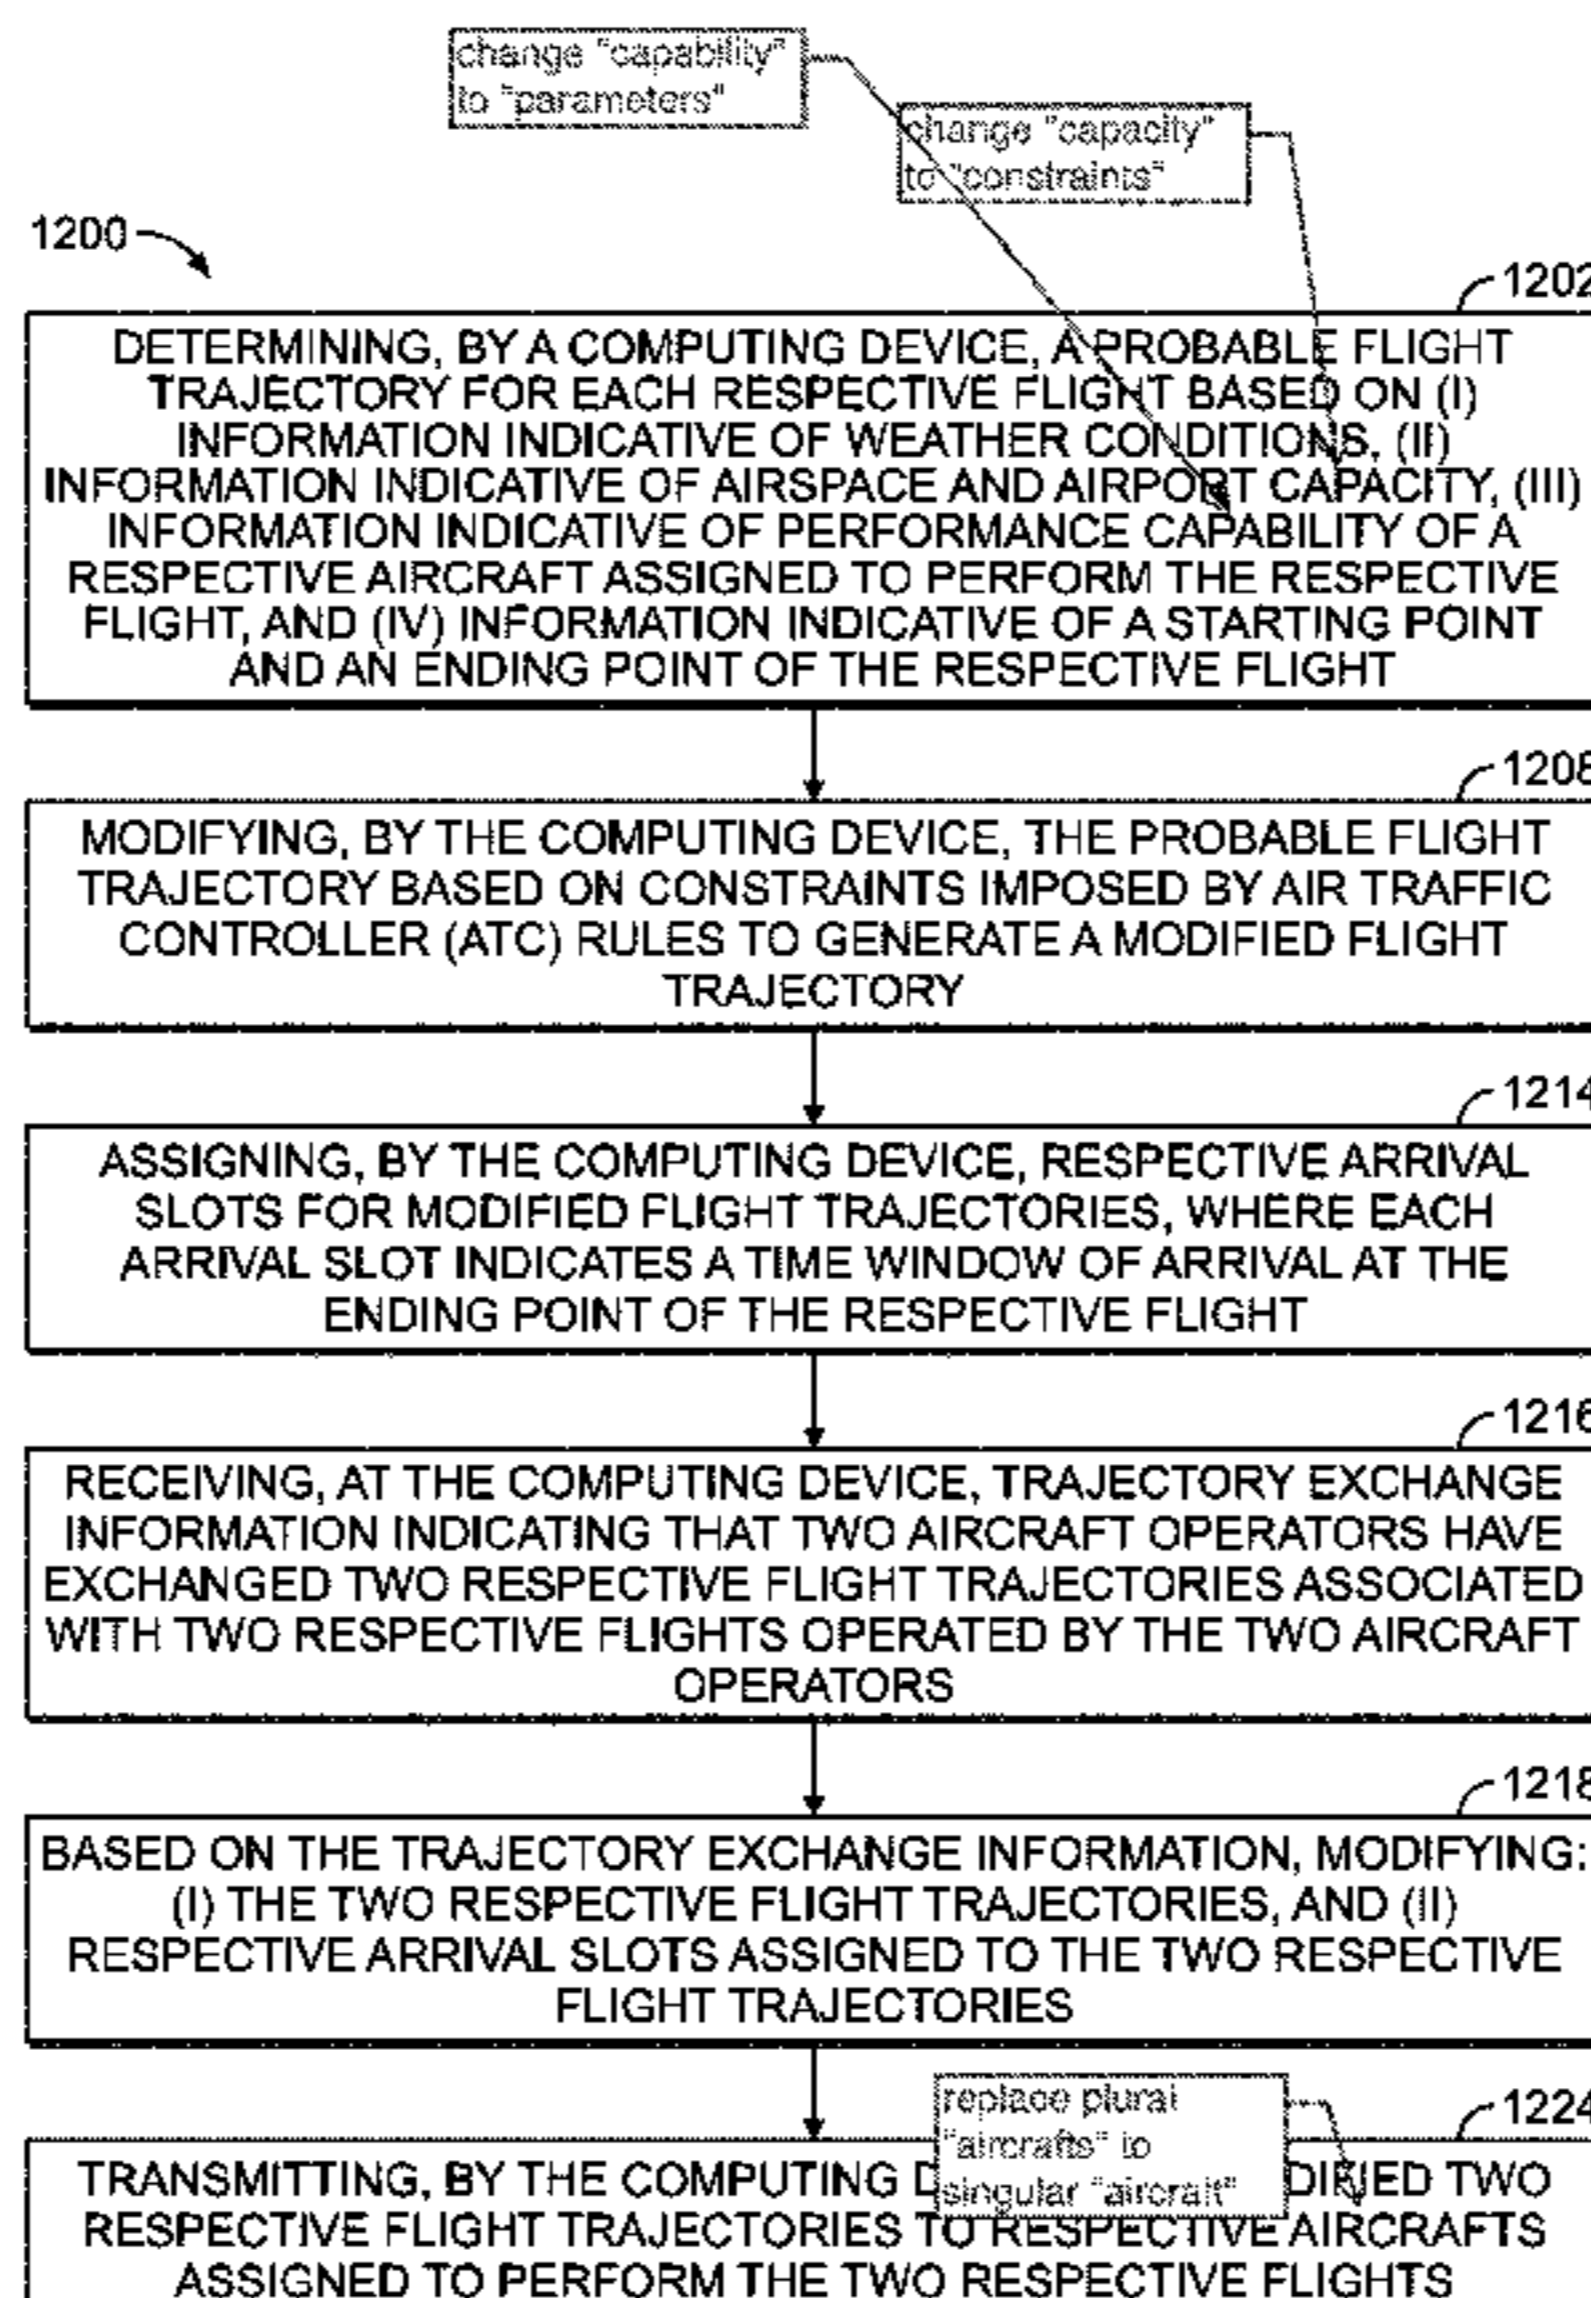 change "capability"
to "parameters"
change "capacity"
to "constraints"
1200
1202
DETERMINING, BY A COMPUTING DEVICE, A PROBABLE FLIGHT
TRAJECTORY FOR EACH RESPECTIVE FLIGHT BASED ON (I)
INFORMATION INDICATIVE OF WEATHER CONDITIONS, (II)
INFORMATION INDICATIVE OF AIRSPACE AND AIRPORT CAPACITY, (III)
INFORMATION INDICATIVE OF PERFORMANCE CAPABILITY OF A
RESPECTIVE AIRCRAFT ASSIGNED TO PERFORM THE RESPECTIVE
FLIGHT, AND (IV) INFORMATION INDICATIVE OF A STARTING POINT
AND AN ENDING POINT OF THE RESPECTIVE FLIGHT
1208
MODIFYING, BY THE COMPUTING DEVICE, THE PROBABLE FLIGHT
TRAJECTORY BASED ON CONSTRAINTS IMPOSED BY AIR TRAFFIC
CONTROLLER (ATC) RULES TO GENERATE A MODIFIED FLIGHT
TRAJECTORY
1214
ASSIGNING, BY THE COMPUTING DEVICE, RESPECTIVE ARRIVAL
SLOTS FOR MODIFIED FLIGHT TRAJECTORIES, WHERE EACH
ARRIVAL SLOT INDICATES A TIME WINDOW OF ARRIVAL AT THE
ENDING POINT OF THE RESPECTIVE FLIGHT
1216
RECEIVING, AT THE COMPUTING DEVICE, TRAJECTORY EXCHANGE
INFORMATION INDICATING THAT TWO AIRCRAFT OPERATORS HAVE
EXCHANGED TWO RESPECTIVE FLIGHT TRAJECTORIES ASSOCIATED
WITH TWO RESPECTIVE FLIGHTS OPERATED BY THE TWO AIRCRAFT
OPERATORS
1218
BASED ON THE TRAJECTORY EXCHANGE INFORMATION, MODIFYING:
(I) THE TWO RESPECTIVE FLIGHT TRAJECTORIES, AND (II)
RESPECTIVE ARRIVAL SLOTS ASSIGNED TO THE TWO RESPECTIVE
FLIGHT TRAJECTORIES
replace plural
"aircrafts" to
singular "aircraft"
1224
TRANSMITTING, BY THE COMPUTING TWO
RESPECTIVE FLIGHT TRAJECTORIES TO RESPECTIVE AIRCRAFTS
ASSIGNED TO PERFORM THE TWO RESPECTIVE FLIGHTS